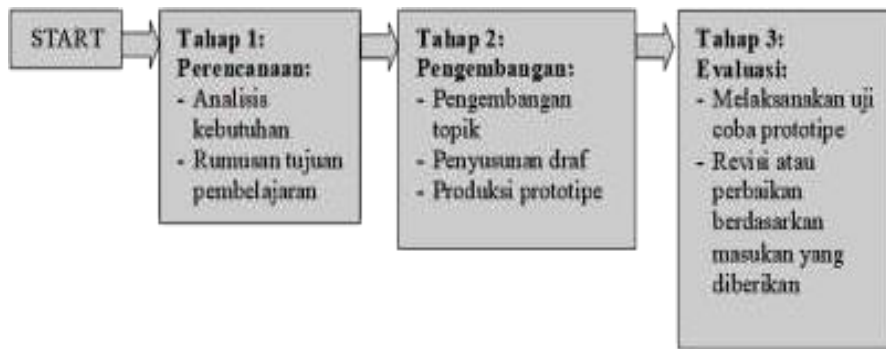 START
Tahap 1:
Perencanaan:
- Analisis
kebutuhan
- Rumusan tujuan
pembelajaran
Tahap 2:
Pengembangan:
- Pengembangan
topik
- Penyusunan draf
- Produksi prototipe
Tahap 3:
Evaluasi:
- Melaksanakan uji
coba prototipe
- Revisi atau
perbaikan
berdasarkan
masukan yang
diberikan